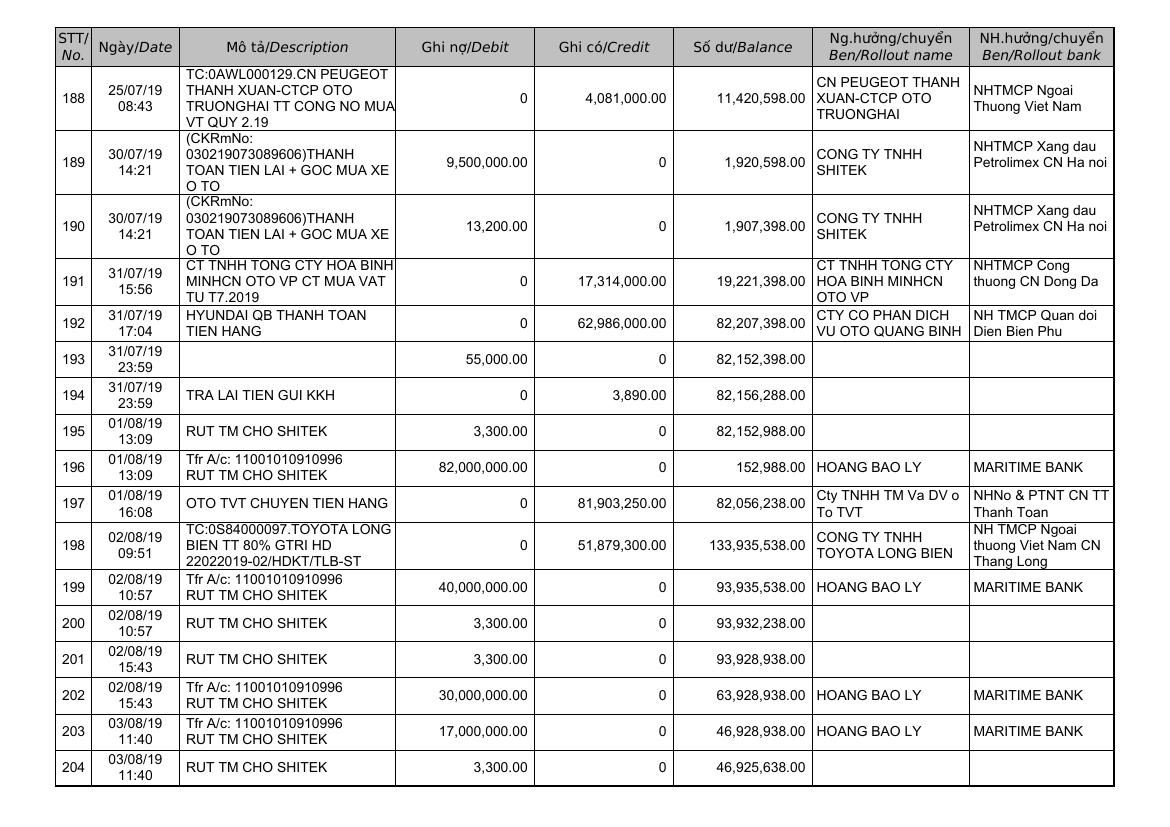 STT/ Ngày/Date Mô tả/Description Ghi nợ/Debit Ghi có/Credit Số dư/Balance Ng.hưởng/chuyển NH.hưởng/chuyển
No. Ben/Rollout name Ben/Rollout bank
188
25/07/19
08:43
TC:0AWL000129.CN PEUGEOT
THANH XUAN-CTCP OTO
TRUONGHAI TT CONG NO MUA
VT QUY 2.19
0
4,081,000.00
11,420,598.00
CN PEUGEOT THANH
XUAN-CTCP OTO
TRUONGHAI
NHTMCP Ngoai
Thuong Viet Nam
189
30/07/19
14:21
(CKRmNo:
030219073089606)THANH
TOAN TIEN LAI + GOC MUA XE
O TO
9,500,000.00
0
1,920,598.00
CONG TY TNHH
SHITEK
NHTMCP Xang dau
Petrolimex CN Ha noi
190
30/07/19
14:21
(CKRmNo:
030219073089606)THANH
TOAN TIEN LAI + GOC MUA XE
O TO
13,200.00
0
1,907,398.00
CONG TY TNHH
SHITEK
NHTMCP Xang dau
Petrolimex CN Ha noi
191
31/07/19
15:56
CT TNHH TONG CTY HOA BINH
MINHCN OTO VP CT MUA VAT
TU T7.2019
0
17,314,000.00
19,221,398.00
CT TNHH TONG CTY
HOA BINH MINHCN
OTO VP
NHTMCP Cong
thuong CN Dong Da
192
31/07/19
17:04
HYUNDAI QB THANH TOAN
TIEN HANG
0
62,986,000.00
82,207,398.00
CTY CO PHAN DICH
VU OTO QUANG BINH
NH TMCP Quan doi
Dien Bien Phu
193
31/07/19
23:59
55,000.00
0
82,152,398.00
194
31/07/19
23:59
TRA LAI TIEN GUI KKH
0
3,890.00
82,156,288.00
195
01/08/19
13:09
RUT TM CHO SHITEK
3,300.00
0
82,152,988.00
196
01/08/19
13:09
Tfr A/c: 11001010910996
RUT TM CHO SHITEK
82,000,000.00
0
152,988.00
HOANG BAO LY
MARITIME BANK
197
01/08/19
16:08
OTO TVT CHUYEN TIEN HANG
0
81,903,250.00
82,056,238.00
Cty TNHH TM Va DV o
To TVT
NHNo & PTNT CN TT
Thanh Toan
198
02/08/19
09:51
TC:0S84000097.TOYOTA LONG
BIEN TT 80% GTRI HD
22022019-02/HDKT/TLB-ST
0
51,879,300.00
133,935,538.00
CONG TY TNHH
TOYOTA LONG BIEN
NH TMCP Ngoai
thuong Viet Nam CN
Thang Long
199
02/08/19
10:57
Tfr A/c: 11001010910996
RUT TM CHO SHITEK
40,000,000.00
0
93,935,538.00
HOANG BAO LY
MARITIME BANK
200
02/08/19
10:57
RUT TM CHO SHITEK
3,300.00
0
93,932,238.00
201
02/08/19
15:43
RUT TM CHO SHITEK
3,300.00
0
93,928,938.00
202
02/08/19
15:43
Tfr A/c: 11001010910996
RUT TM CHO SHITEK
30,000,000.00
0
63,928,938.00
HOANG BAO LY
MARITIME BANK
203
03/08/19
11:40
Tfr A/c: 11001010910996
RUT TM CHO SHITEK
17,000,000.00
0
46,928,938.00
HOANG BAO LY
MARITIME BANK
204
03/08/19
11:40
RUT TM CHO SHITEK
3,300.00
0
46,925,638.00